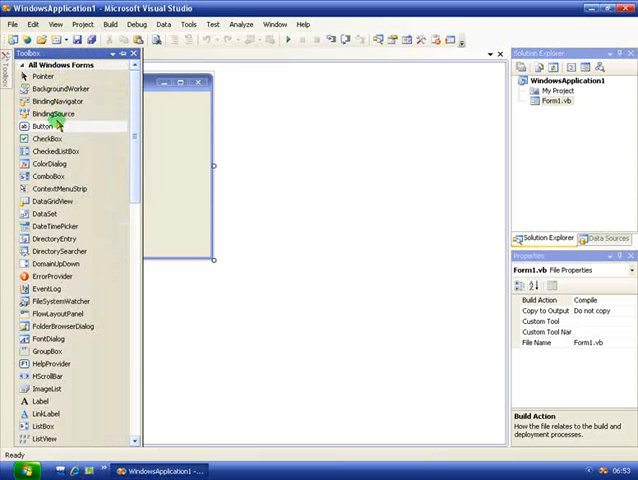 WindowsApplication1 - Microsoft Visual Studio
File Edit View Project Build Debug Data Tools Test Analyze Window Help
Toolbox
Toolbox
All Windows Forms
Pointer
BackgroundWorker
BindingNavigator
BindingSource
Button
CheckBox
CheckedListBox
ColorDialog
ComboBox
ContextMenuStrip
DataGridView
DataSet
DateTimePicker
DirectoryEntry
DirectorySearcher
DomainUpDown
ErrorProvider
EventLog
FileSystemWatcher
FlowLayoutPanel
FolderBrowserDialog
FontDialog
GroupBox
HelpProvider
HScrollBar
ImageList
Label
LinkLabel
ListBox
ListView
Solution Explorer
WindowsApplication1
My Project
Form1.vb
Solution Explorer Data Sources
Properties
Form1.vb File Properties
Build Action Compile
Copy to Output Do not copy
Custom Tool
Custom Tool Nar
File Name Form1.vb
Build Action
How the file relates to the build and
deployment processes.
Ready
start
WindowsApplication1 -...
06:53